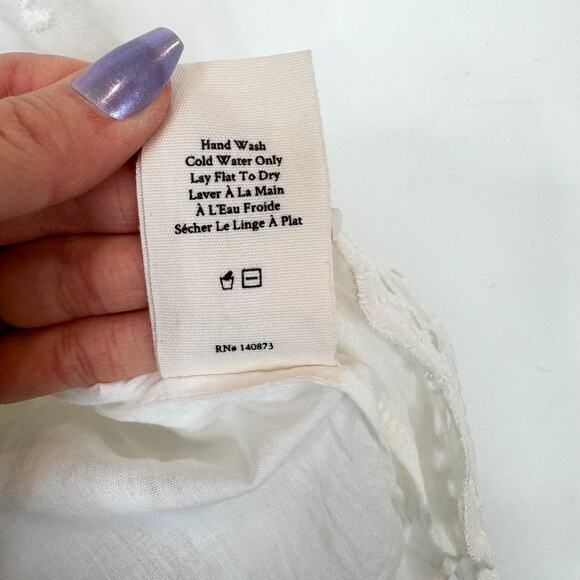 Hand Wash
Cold Water Only
Lay Flat To Dry
Laver À La Main
À L'Eau Froide
Sécher Le Linge À Plat
RN# 140873